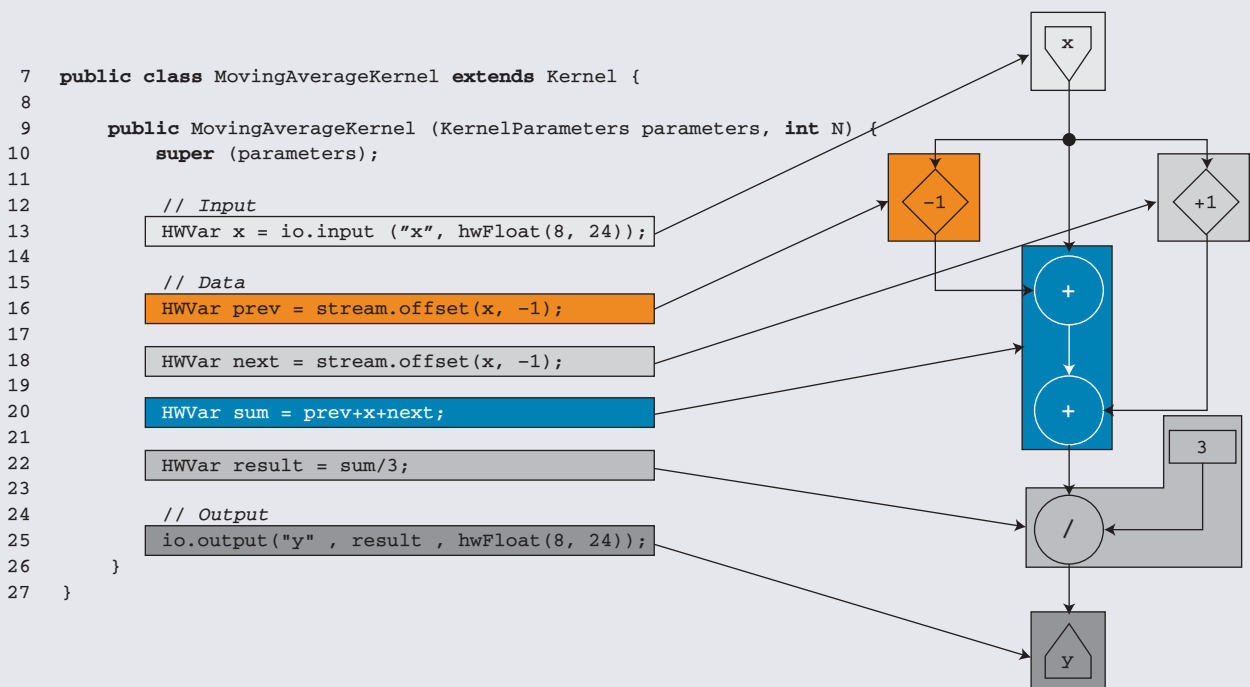 7 public class MovingAverageKernel extends Kernel {
8
9 public MovingAverageKernel (KernelParameters parameters, int N) {
10 super (parameters);
11
12 // Input
13 HWVar x = io.input (″x″, hwFloat(8, 24));
14
15 // Data
16 HWVar prev = stream.offset(x, −1);
17
18 HWVar next = stream.offset(x, −1);
19
20 HWVar sum = prev+x+next;
21
22 HWVar result = sum/3;
23
24 // Output
25 io.output("y" , result , hwFloat(8, 24));
26 }
27 }
x
−1
+1
+
+
3
/
y